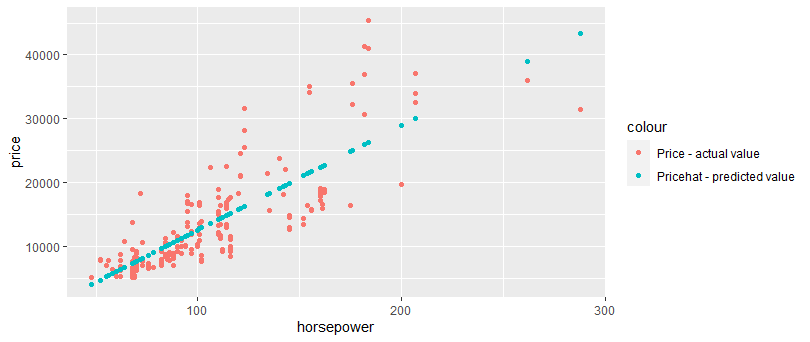 40000
30000
20000
10000
price
100
200
300
horsepower
colour
Price - actual value
Pricehat - predicted value